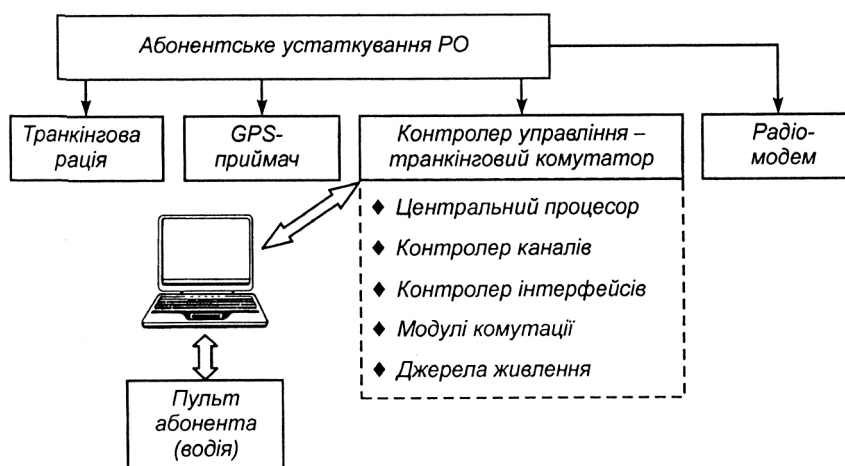 Абонентське устаткування РО
Транкінгова
рація
GPS-
приймач
Контролер управління –
транкінговий комутатор
Радіо-
модем
♦ Центральний процесор
♦ Контролер каналів
♦ Контролер інтерфейсів
♦ Модулі комутації
♦ Джерела живлення
Пульт
абонента
(водія)